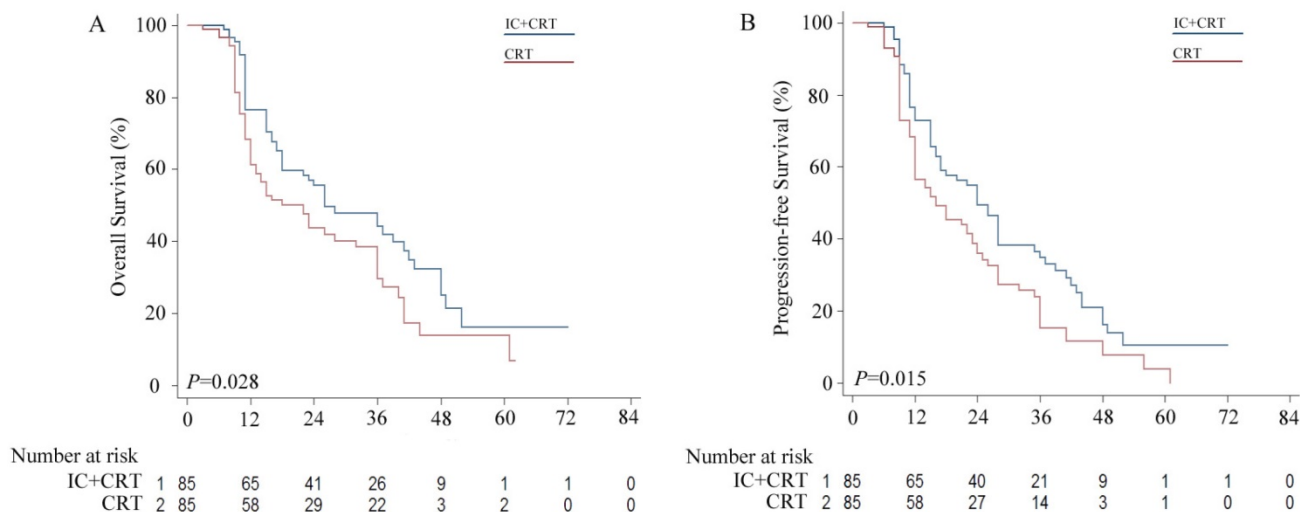 A
IC+CRT
CRT
Overall Survival (%)
100
80
60
40
20
0
P=0.028
0 12 24 36 48 60 72 84
Number at risk
IC+CRT 1 85 65 41 26 9 1 1 0
CRT 2 85 58 29 22 3 2 0 0
B
IC+CRT
CRT
Progression-free Survival (%)
100
80
60
40
20
0
P=0.015
0 12 24 36 48 60 72 84
Number at risk
IC+CRT 1 85 65 40 21 9 1 1 0
CRT 2 85 58 27 14 3 1 0 0